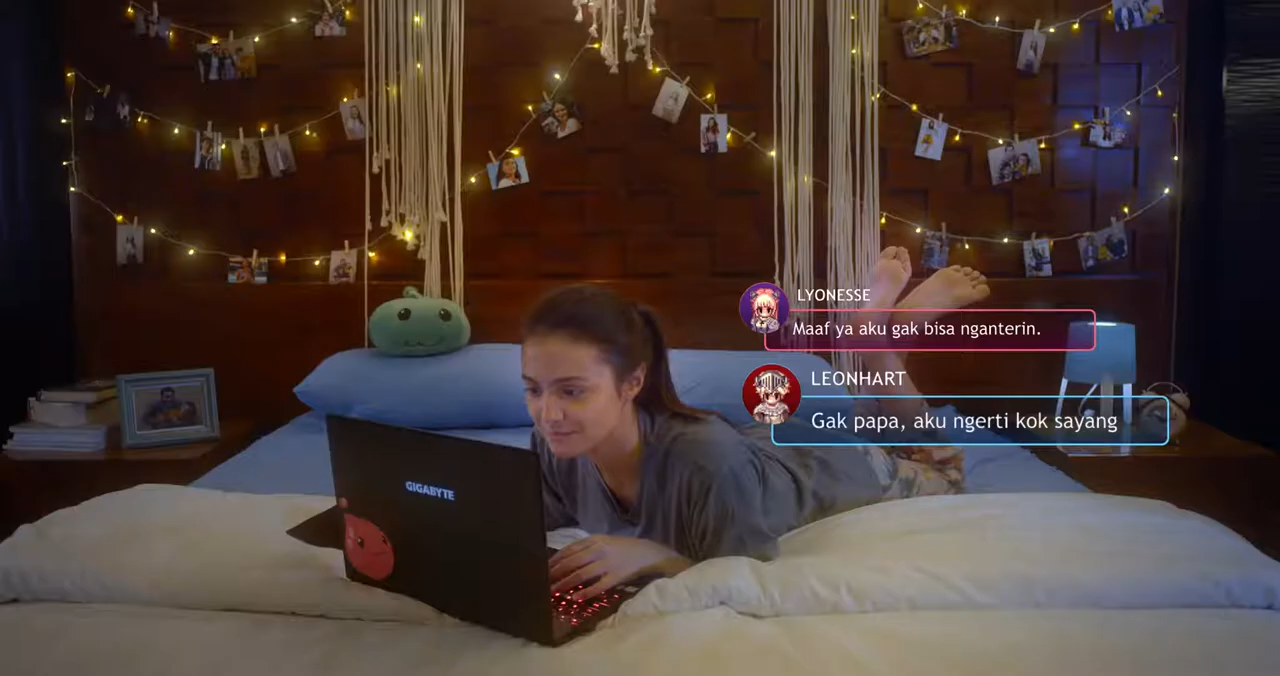 LYONESSE
Maaf ya aku gak bisa nganterin.
LEONHART
Gak papa, aku ngerti kok sayang
GIGABYTE